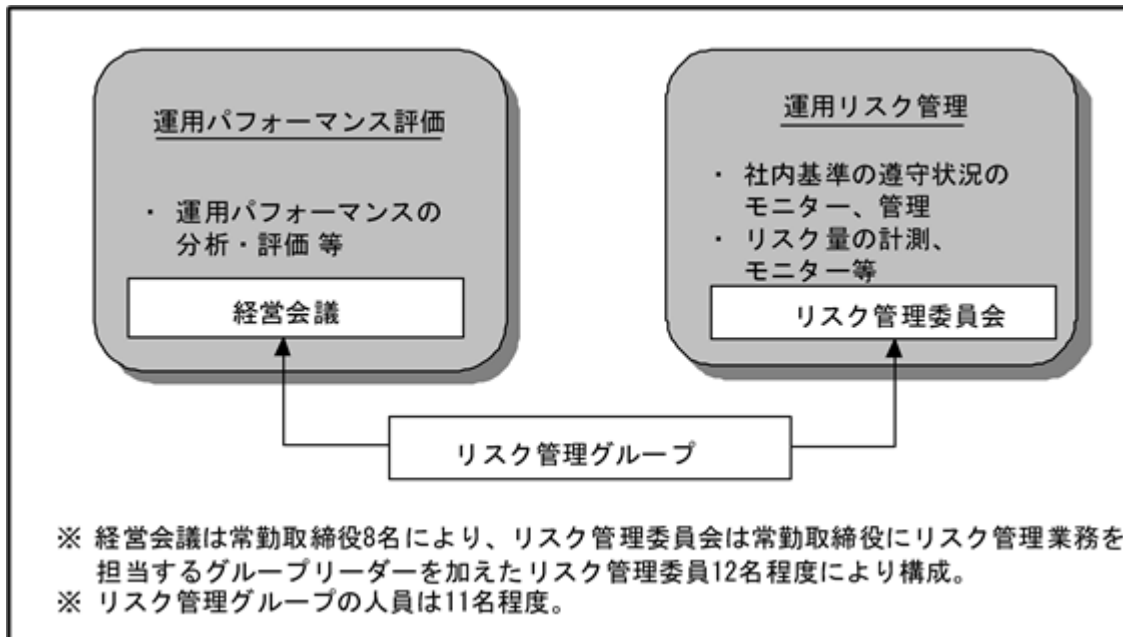 運用パフォーマンス評価
・ 運用パフォーマンスの
分析・評価 等
経営会議
運用リスク管理
・ 社内基準の遵守状況の
モニター、管理
・ リスク量の計測、
モニター等
リスク管理委員会
リスク管理グループ
※ 経営会議は常勤取締役8名により、リスク管理委員会は常勤取締役にリスク管理業務を
担当するグループリーダーを加えたリスク管理委員12名程度により構成。
※ リスク管理グループの人員は11名程度。